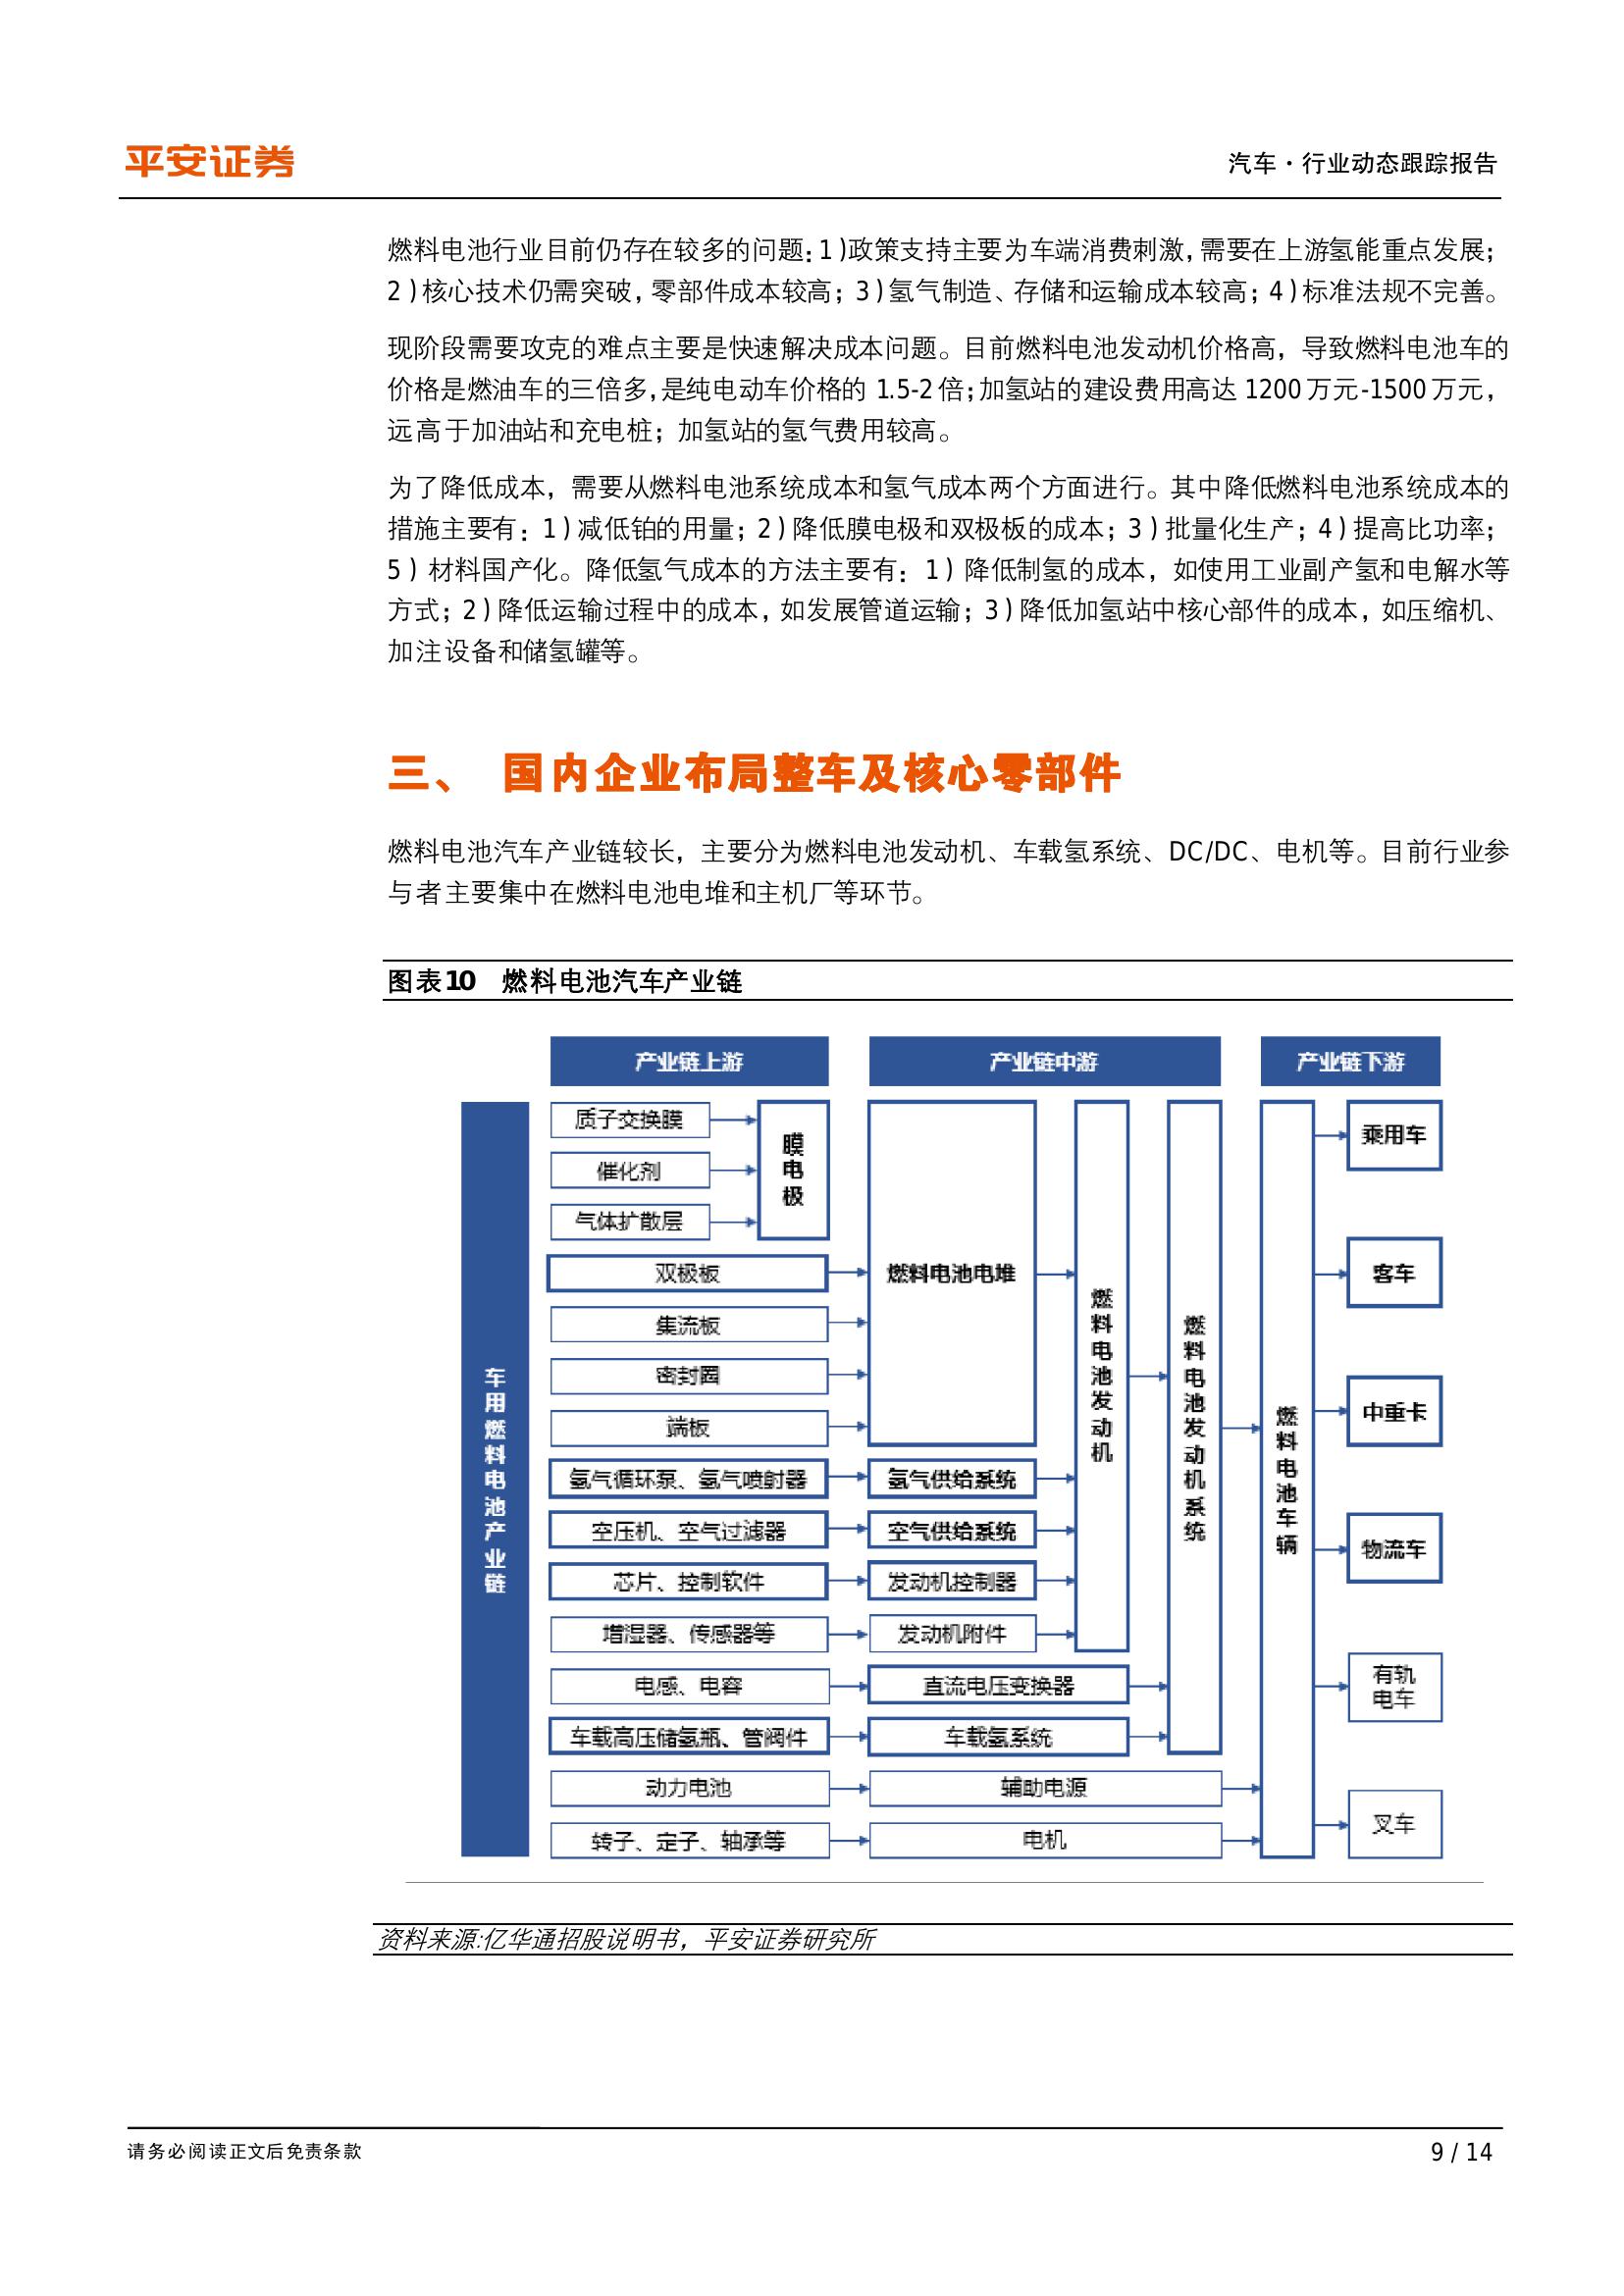 平安证券
汽车·行业动态跟踪报告
燃料电池行业目前仍存在较多的问题：1）政策支持主要为车端消费刺激，需要在上游氢能重点发展；
2）核心技术仍需突破，零部件成本较高；3）氢气制造、存储和运输成本较高；4）标准法规不完善。
现阶段需要攻克的难点主要是快速解决成本问题。目前燃料电池发动机价格高，导致燃料电池车的
价格是燃油车的三倍多，是纯电动车价格的 1.5-2 倍；加氢站的建设费用高达 1200 万元-1500 万元，
远高于加油站和充电桩；加氢站的氢气费用较高。
为了降低成本，需要从燃料电池系统成本和氢气成本两个方面进行。其中降低燃料电池系统成本的
措施主要有：1）减低铂的用量；2）降低膜电极和双极板的成本；3）批量化生产；4）提高比功率；
5）材料国产化。降低氢气成本的方法主要有：1）降低制氢的成本，如使用工业副产氢和电解水等
方式；2）降低运输过程中的成本，如发展管道运输；3）降低加氢站中核心部件的成本，如压缩机、
加注设备和储氢罐等。
三、 国内企业布局整车及核心零部件
燃料电池汽车产业链较长，主要分为燃料电池发动机、车载氢系统、DC/DC、电机等。目前行业参
与者主要集中在燃料电池电堆和主机厂等环节。
图表10 燃料电池汽车产业链
产业链上游
产业链中游
产业链下游
车用燃料电池产业链
质子交换膜
催化剂
气体扩散层
膜电极
双极板
集流板
密封圈
端板
氢气循环泵、氢气喷射器
空压机、空气过滤器
芯片、控制软件
增湿器、传感器等
电感、电容
车载高压储氢瓶、管阀件
动力电池
转子、定子、轴承等
燃料电池电堆
氢气供给系统
空气供给系统
发动机控制器
发动机附件
直流电压变换器
车载氢系统
辅助电源
电机
燃料电池发动机
燃料电池发动机系统
燃料电池车辆
乘用车
客车
中重卡
物流车
有轨
电车
叉车
资料来源:亿华通招股说明书，平安证券研究所
请务必阅读正文后免责条款
9 / 14